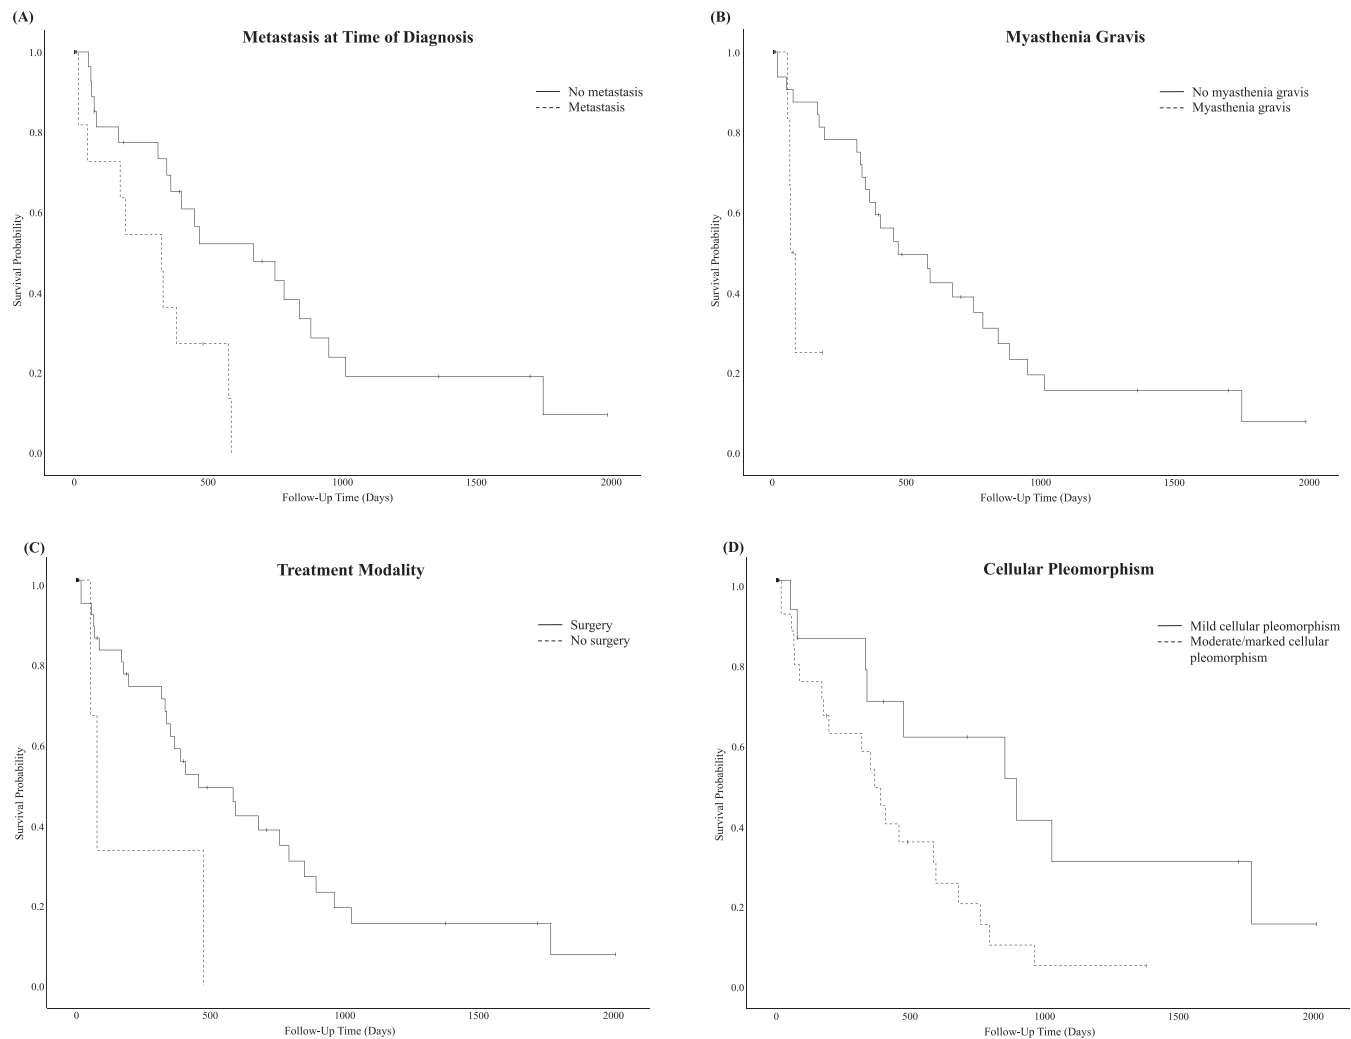 (A)
Metastasis at Time of Diagnosis
No metastasis
Metastasis
1.0
0.8
0.6
0.4
0.2
0.0
Survival Probability
0 500 1000 1500 2000
Follow-Up Time (Days)
(B)
Myasthenia Gravis
No myasthenia gravis
Myasthenia gravis
1.0
0.8
0.6
0.4
0.2
0.0
Survival Probability
0 500 1000 1500 2000
Follow-Up Time (Days)
(C)
Treatment Modality
Surgery
No surgery
1.0
0.8
0.6
0.4
0.2
0.0
Survival Probability
0 500 1000 1500 2000
Follow-Up Time (Days)
(D)
Cellular Pleomorphism
Mild cellular pleomorphism
Moderate/marked cellular
pleomorphism
1.0
0.8
0.6
0.4
0.2
0.0
Survival Probability
0 500 1000 1500 2000
Follow-Up Time (Days)